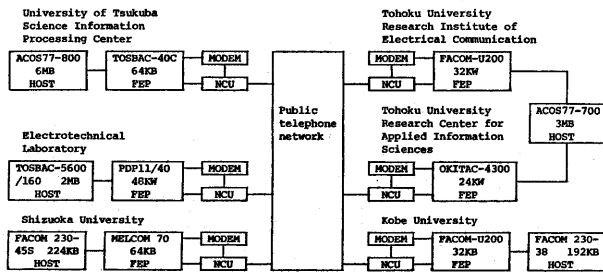 University of Tsukuba
Science Information
Processing Center
ACOS77-800
6MB
HOST
TOSBAC-40C
64KB
FEP
MODEM
NCU
Electrotechnical
Laboratory
TOSBAC-5600
/160 2MB
HOST
PDP11/40
48KW
FEP
MODEM
NCU
Shizuoka University
FACOM 230-
45S 224KB
HOST
MELCOM 70
64KB
FEP
MODEM
NCU
Public
telephone
network
Tohoku University
Research Institute of
Electrical Communication
MODEM
NCU
FACOM-U200
32KW
FEP
ACOS77-700
3MB
HOST
Tohoku University
Research Center for
Applied Information
Sciences
MODEM
NCU
OKITAC-4300
24KW
FEP
Kobe University
MODEM
NCU
FACOM-U200
32KB
FEP
FACOM 230-
38 192KB
HOST